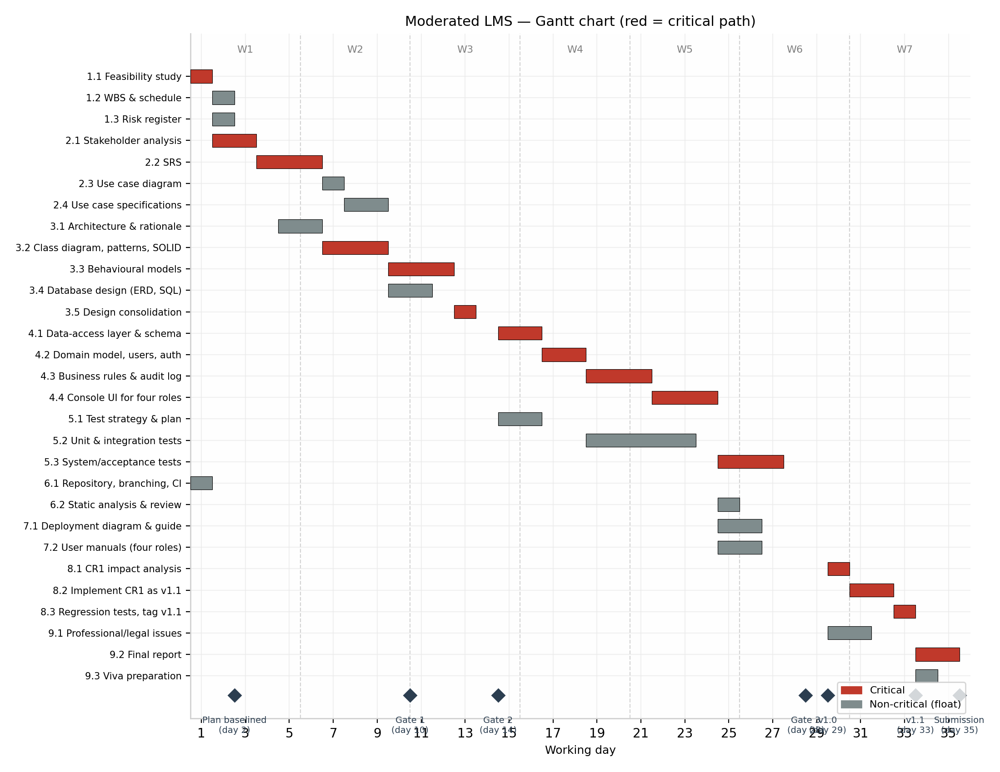 Moderated LMS — Gantt chart (red = critical path)
W1 W2 W3 W4 W5 W6 W7
1.1 Feasibility study
1.2 WBS & schedule
1.3 Risk register
2.1 Stakeholder analysis
2.2 SRS
2.3 Use case diagram
2.4 Use case specifications
3.1 Architecture & rationale
3.2 Class diagram, patterns, SOLID
3.3 Behavioural models
3.4 Database design (ERD, SQL)
3.5 Design consolidation
4.1 Data-access layer & schema
4.2 Domain model, users, auth
4.3 Business rules & audit log
4.4 Console UI for four roles
5.1 Test strategy & plan
5.2 Unit & integration tests
5.3 System/acceptance tests
6.1 Repository, branching, CI
6.2 Static analysis & review
7.1 Deployment diagram & guide
7.2 User manuals (four roles)
8.1 CR1 impact analysis
8.2 Implement CR1 as v1.1
8.3 Regression tests, tag v1.1
9.1 Professional/legal issues
9.2 Final report
9.3 Viva preparation
Critical
Non-critical (float)
Plan baselined
(day 2)
Gate 1
(day 10)
Gate 2
(day 14)
Gate 3
(day 28)
v1.0
(day 29)
v1.1
(day 33)
Submission
(day 35)
1 3 5 7 9 11 13 15 17 19 21 23 25 27 29 31 33 35
Working day